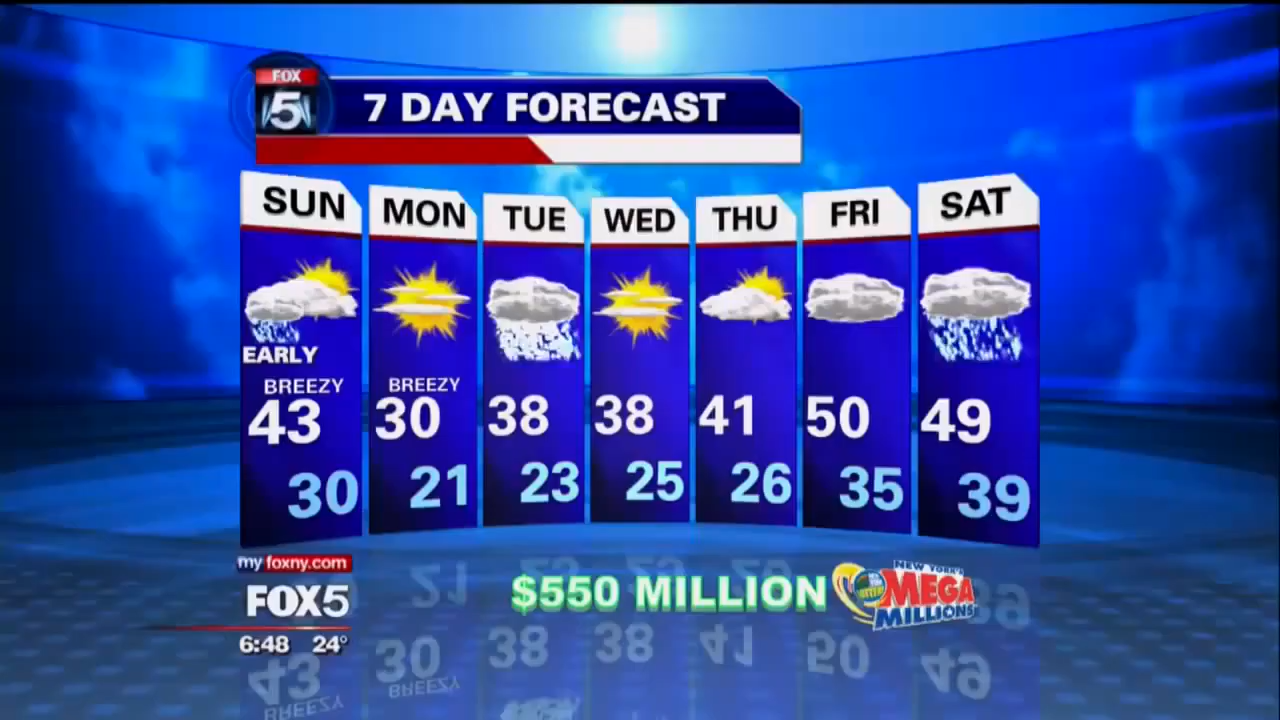 FOX
5
7 DAY FORECAST
SUN MON TUE WED THU FRI SAT
EARLY
BREEZY BREEZY
43 30 38 38 41 50 49
30 21 23 25 26 35 39
my foxny.com
FOX5
6:48 24°
$550 MILLION
NEW YORK'S
MEGA
MILLIONS